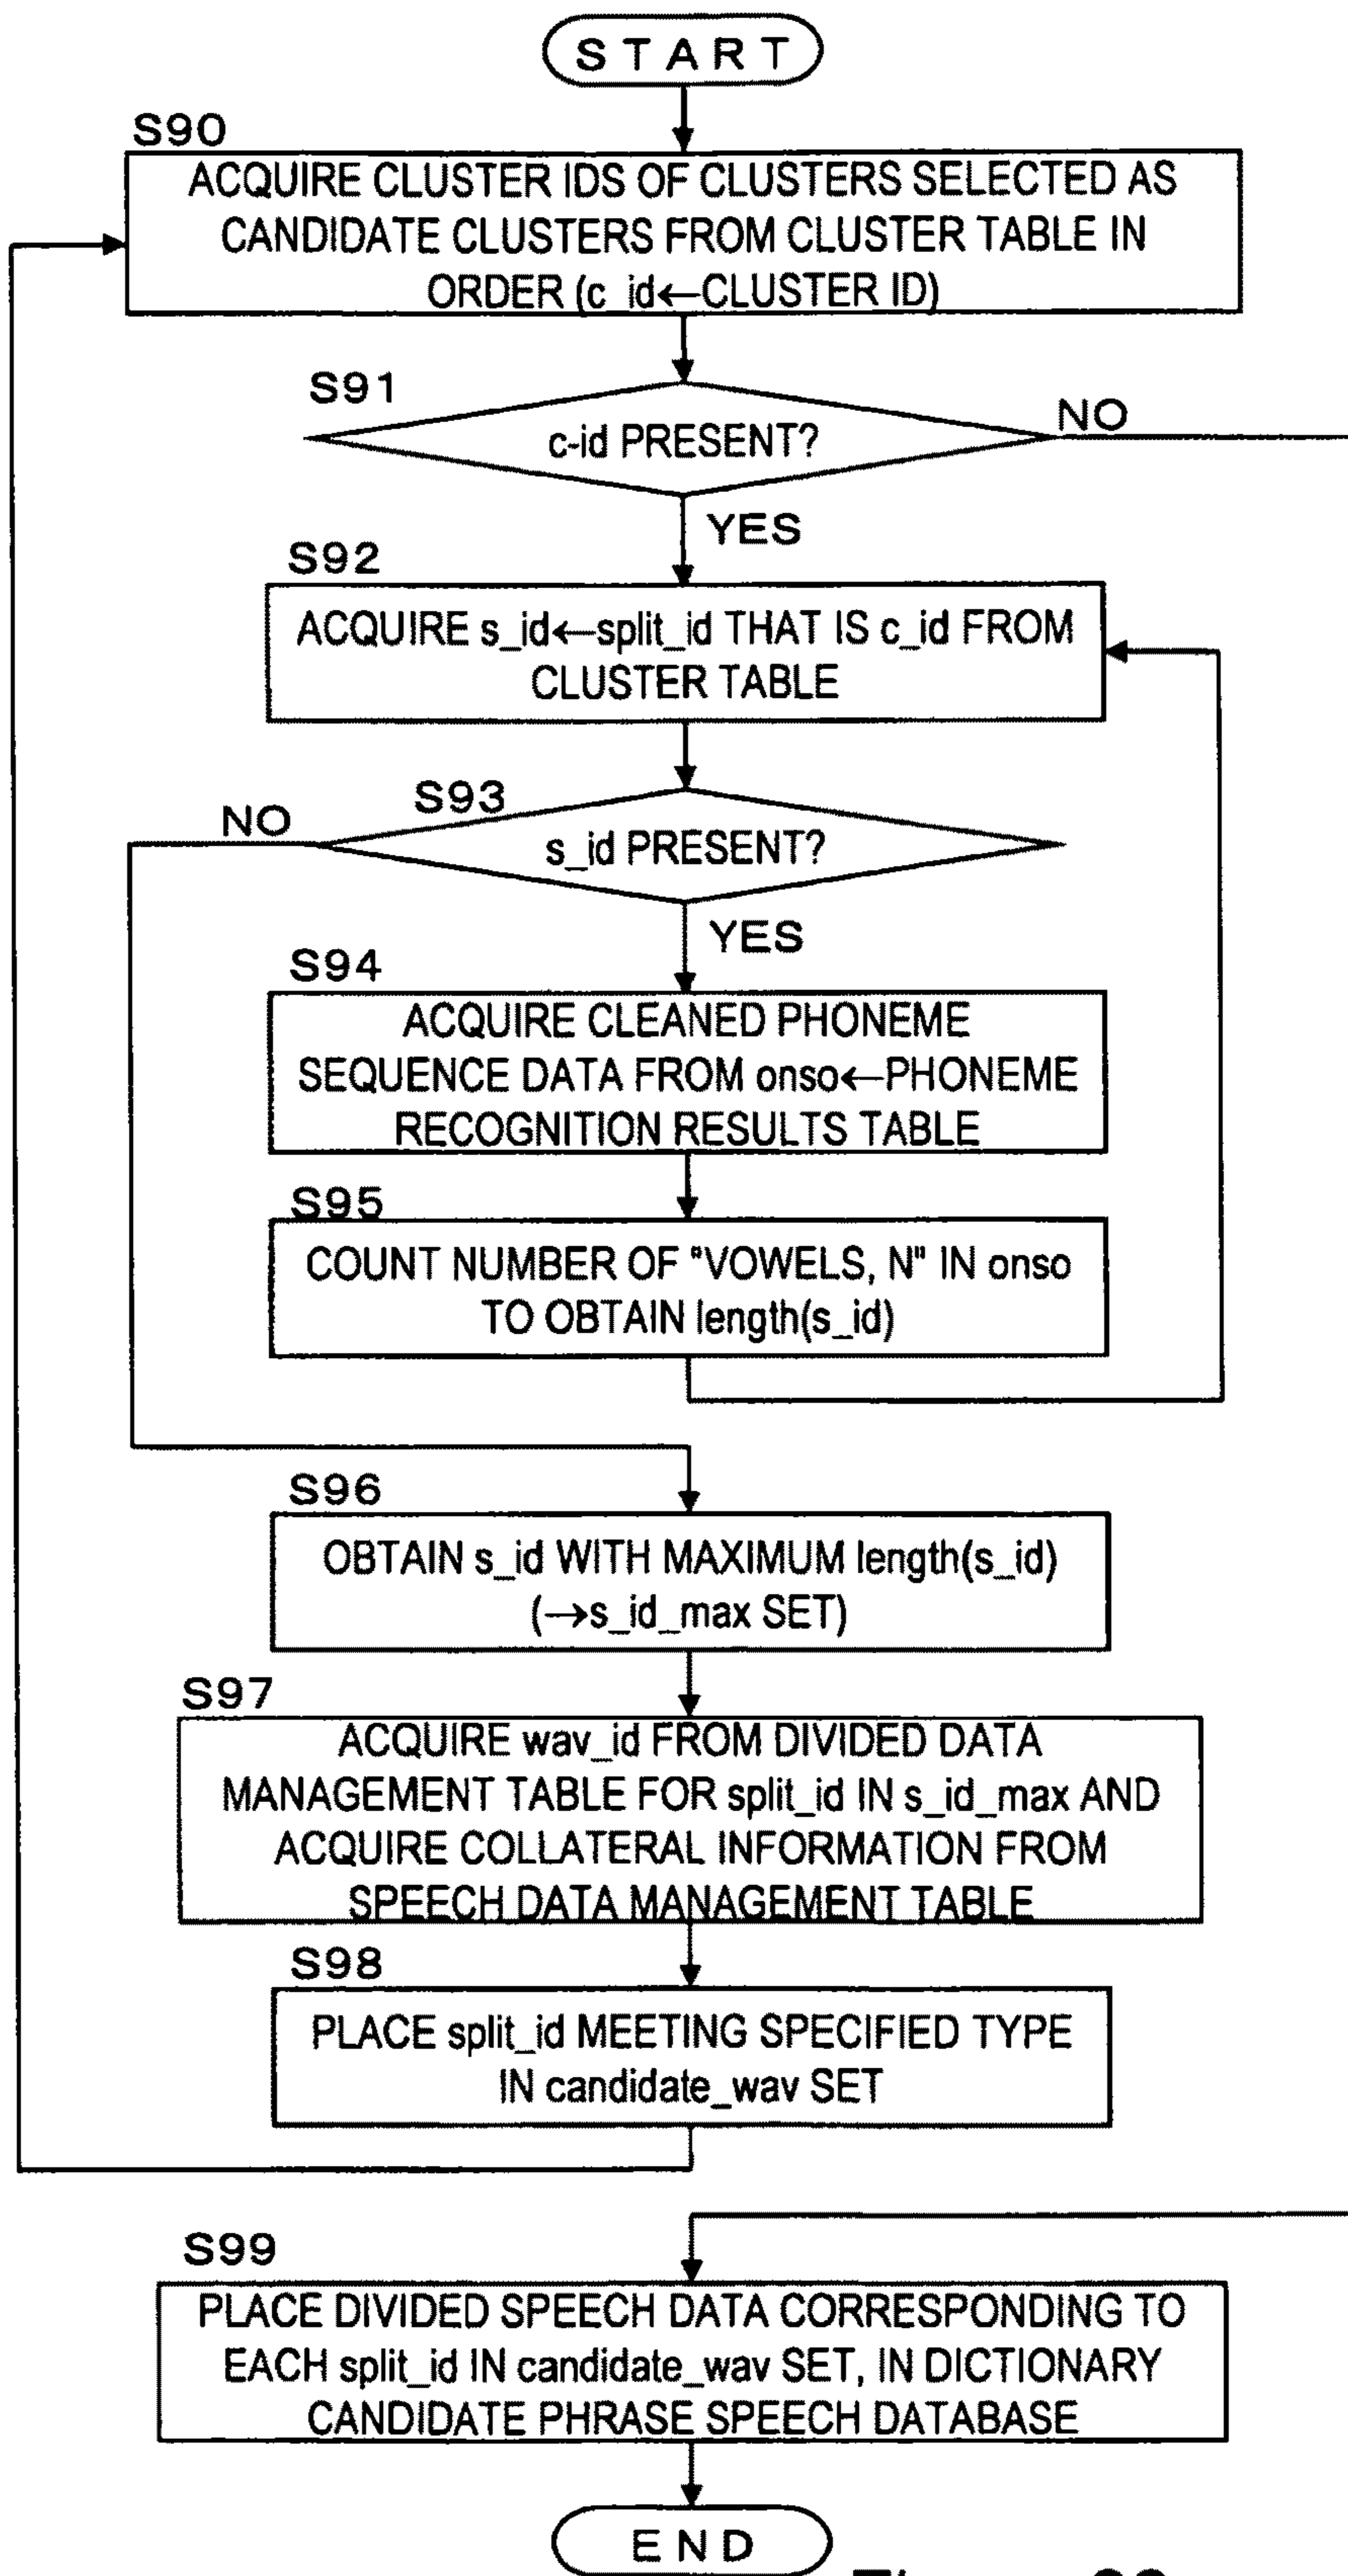 START
S90
ACQUIRE CLUSTER IDS OF CLUSTERS SELECTED AS
CANDIDATE CLUSTERS FROM CLUSTER TABLE IN
ORDER (c_id←CLUSTER ID)
S91
c-id PRESENT?
NO
YES
S92
ACQUIRE s_id←split_id THAT IS c_id FROM
CLUSTER TABLE
S93
NO
s_id PRESENT?
YES
S94
ACQUIRE CLEANED PHONEME
SEQUENCE DATA FROM onso←PHONEME
RECOGNITION RESULTS TABLE
S95
COUNT NUMBER OF "VOWELS, N" IN onso
TO OBTAIN length(s_id)
S96
OBTAIN s_id WITH MAXIMUM length(s_id)
(→s_id_max SET)
S97
ACQUIRE wav_id FROM DIVIDED DATA
MANAGEMENT TABLE FOR split_id IN s_id_max AND
ACQUIRE COLLATERAL INFORMATION FROM
SPEECH DATA MANAGEMENT TABLE
S98
PLACE split_id MEETING SPECIFIED TYPE
IN candidate_wav SET
S99
PLACE DIVIDED SPEECH DATA CORRESPONDING TO
EACH split_id IN candidate_wav SET, IN DICTIONARY
CANDIDATE PHRASE SPEECH DATABASE
END